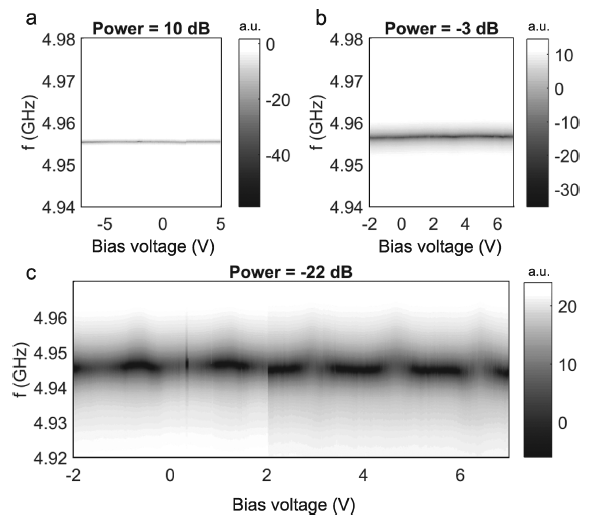 a
Power = 10 dB
a.u.
4.98
4.97
4.96
4.95
4.94
f (GHz)
-5 0 5
Bias voltage (V)
0
-20
-40
b
Power = -3 dB
a.u.
4.98
4.97
4.96
4.95
4.94
f (GHz)
-2 0 2 4 6
Bias voltage (V)
10
0
-10
-20
-30
c
Power = -22 dB
a.u.
4.96
4.95
4.94
4.93
4.92
f (GHz)
-2 0 2 4 6
Bias voltage (V)
20
10
0